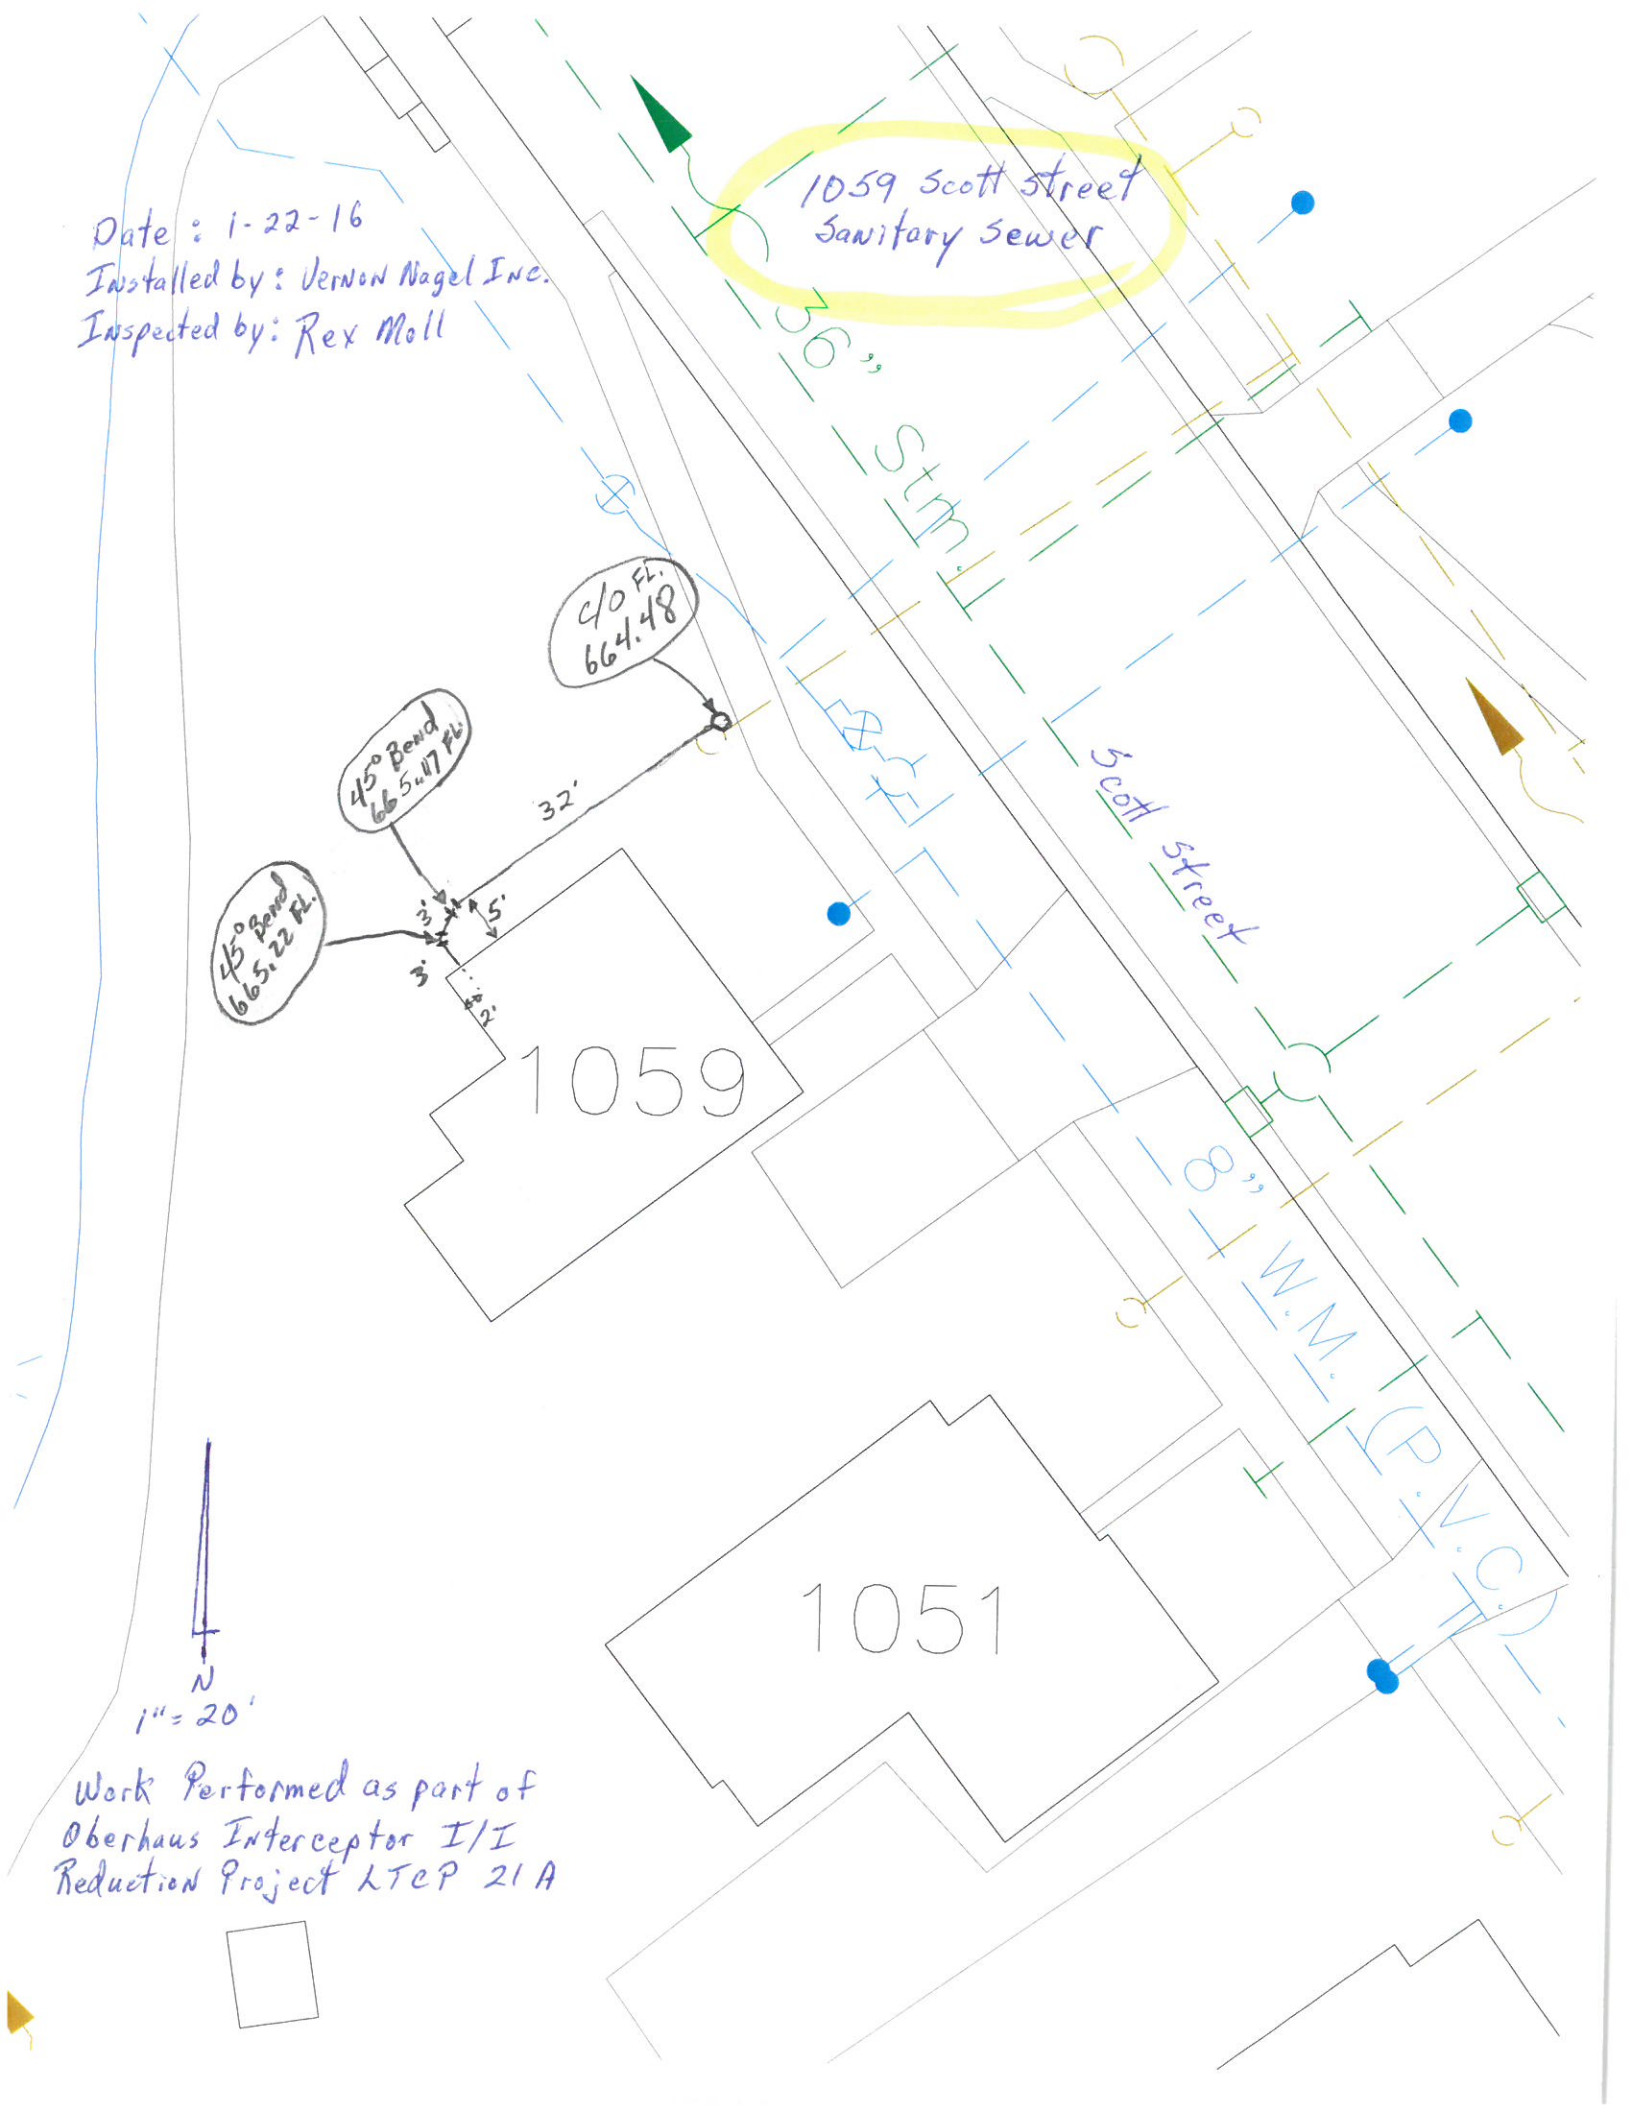 1059 Scott Street
Sanitary Sewer
Date : 1-22-16
Installed by: Vernon Nagel Inc.
Inspected by: Rex Moll
36" Stm.
c/o FL.
664.48
45° Bend
665.17 FL.
32'
Scott Street
45° Bend
665.22 FL.
3'
5'
3'
2'
1059
8" W.M. (P.V.C.)
1051
N
1" = 20'
Work Performed as part of
Oberhaus Interceptor I/I
Reduction Project LTCP 21A